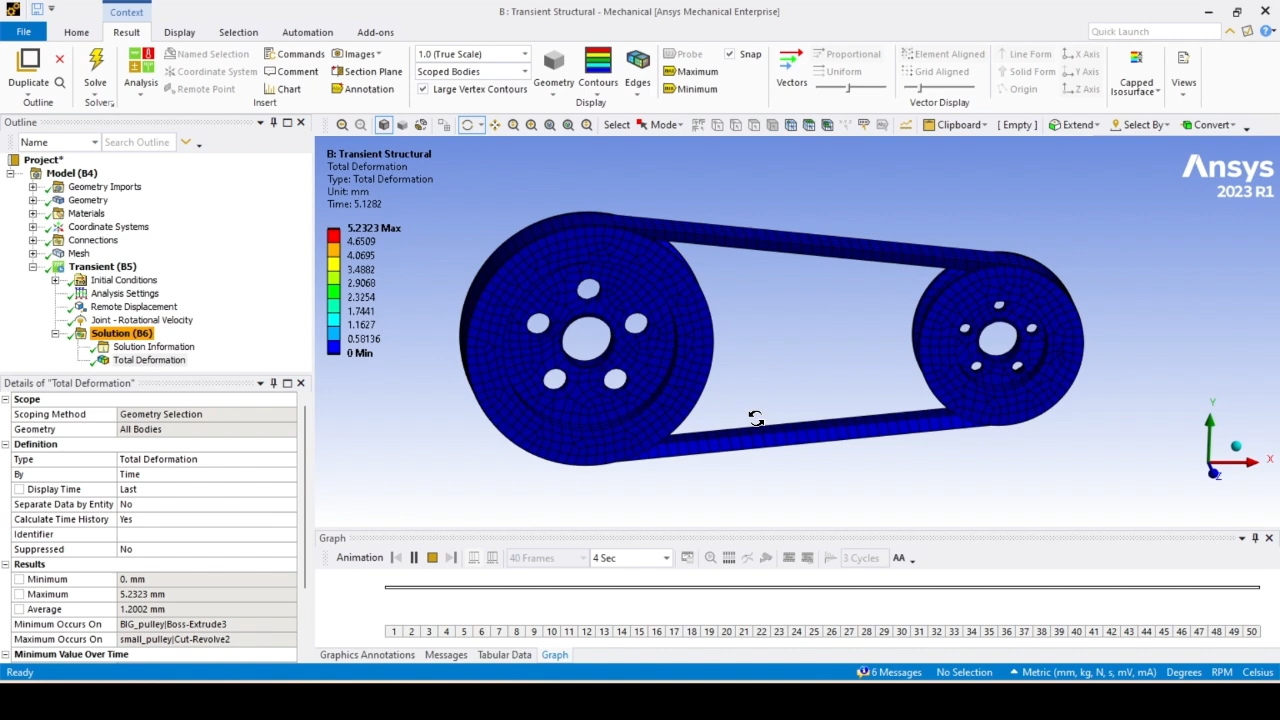 Context
B : Transient Structural - Mechanical [Ansys Mechanical Enterprise]
File Home Result Display Selection Automation Add-ons Quick Launch
Duplicate Solve Analysis Named Selection Commands Images 1.0 (True Scale) Geometry Contours Edges Probe Snap Vectors Proportional Element Aligned Line Form X Axis Capped Isosurface Views
Coordinate System Comment Section Plane Scoped Bodies Maximum Uniform Grid Aligned Solid Form Y Axis
Remote Point Chart Annotation Large Vertex Contours Minimum Origin Z Axis
Outline Solver Insert Display Vector Display
Outline
Select Mode Clipboard [ Empty ] Extend Select By Convert
Name Search Outline
Project*
Model (B4)
Geometry Imports
Geometry
Materials
Coordinate Systems
Connections
Mesh
Transient (B5)
Initial Conditions
Analysis Settings
Remote Displacement
Joint - Rotational Velocity
Solution (B6)
Solution Information
Total Deformation
B: Transient Structural
Total Deformation
Type: Total Deformation
Unit: mm
Time: 5.1282
5.2323 Max
4.6509
4.0695
3.4882
2.9068
2.3254
1.7441
1.1627
0.58136
0 Min
Ansys
2023 R1
Y
X
Z
Details of "Total Deformation"
Scope
Scoping Method Geometry Selection
Geometry All Bodies
Definition
Type Total Deformation
By Time
Display Time Last
Separate Data by Entity No
Calculate Time History Yes
Identifier
Suppressed No
Results
Minimum 0. mm
Maximum 5.2323 mm
Average 1.2002 mm
Minimum Occurs On BIG_pulley|Boss-Extrude3
Maximum Occurs On small_pulley|Cut-Revolve2
Minimum Value Over Time
Graph
Animation 40 Frames 4 Sec 3 Cycles AA
1 2 3 4 5 6 7 8 9 10 11 12 13 14 15 16 17 18 19 20 21 22 23 24 25 26 27 28 29 30 31 32 33 34 35 36 37 38 39 40 41 42 43 44 45 46 47 48 49 50
Graphics Annotations Messages Tabular Data Graph
Ready 6 Messages No Selection Metric (mm, kg, N, s, mV, mA) Degrees RPM Celsius